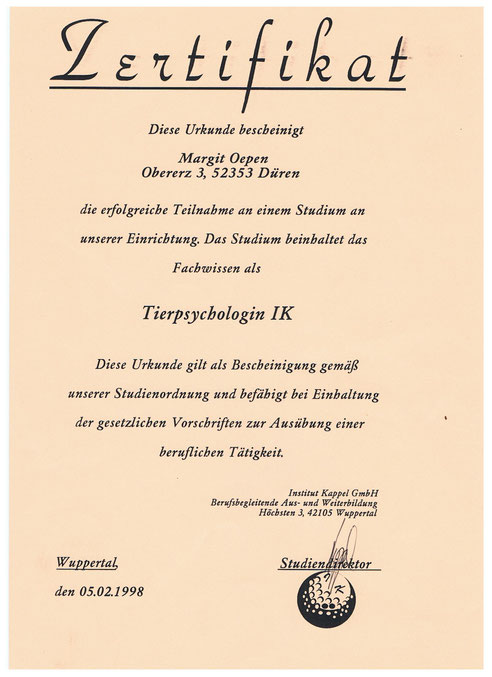 Zertifikat
Diese Urkunde bescheinigt
Margit Oepen
Obererz 3, 52353 Düren
die erfolgreiche Teilnahme an einem Studium an
unserer Einrichtung. Das Studium beinhaltet das
Fachwissen als
Tierpsychologin IK
Diese Urkunde gilt als Bescheinigung gemäß
unserer Studienordnung und befähigt bei Einhaltung
der gesetzlichen Vorschriften zur Ausübung einer
beruflichen Tätigkeit.
Institut Kappel GmbH
Berufsbegleitende Aus- und Weiterbildung
Höchsten 3, 42105 Wuppertal
Wuppertal,
Studiendirektor
den 05.02.1998